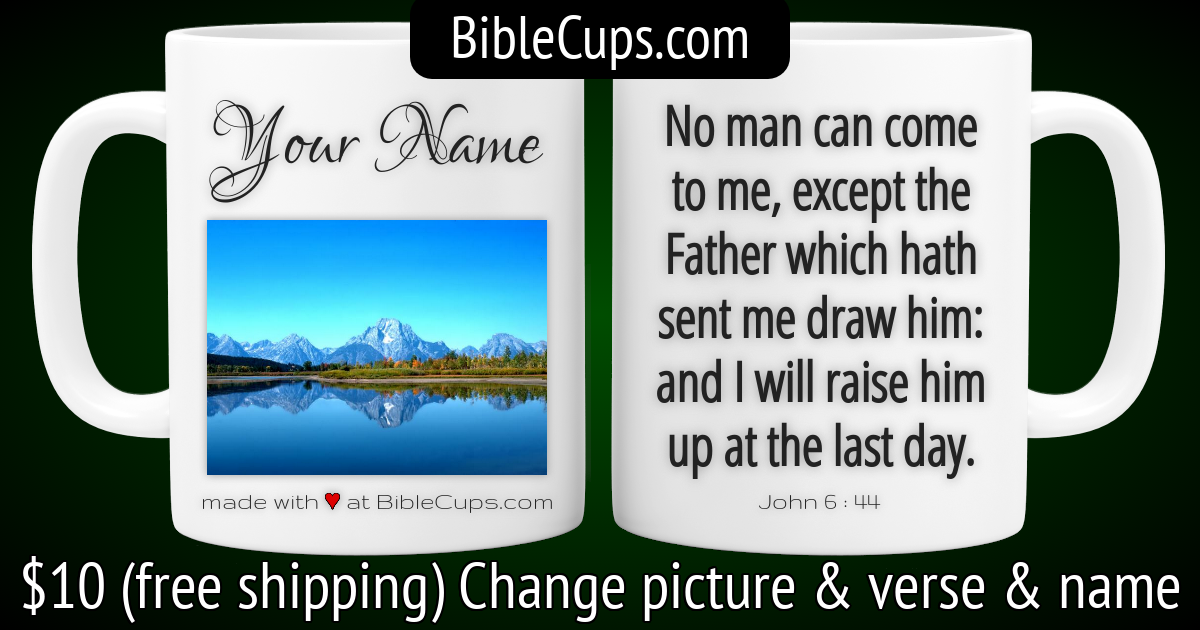 BibleCups.com
Your Name
made with ♥ at BibleCups.com
No man can come
to me, except the
Father which hath
sent me draw him:
and I will raise him
up at the last day.
John 6 : 44
$10 (free shipping) Change picture & verse & name